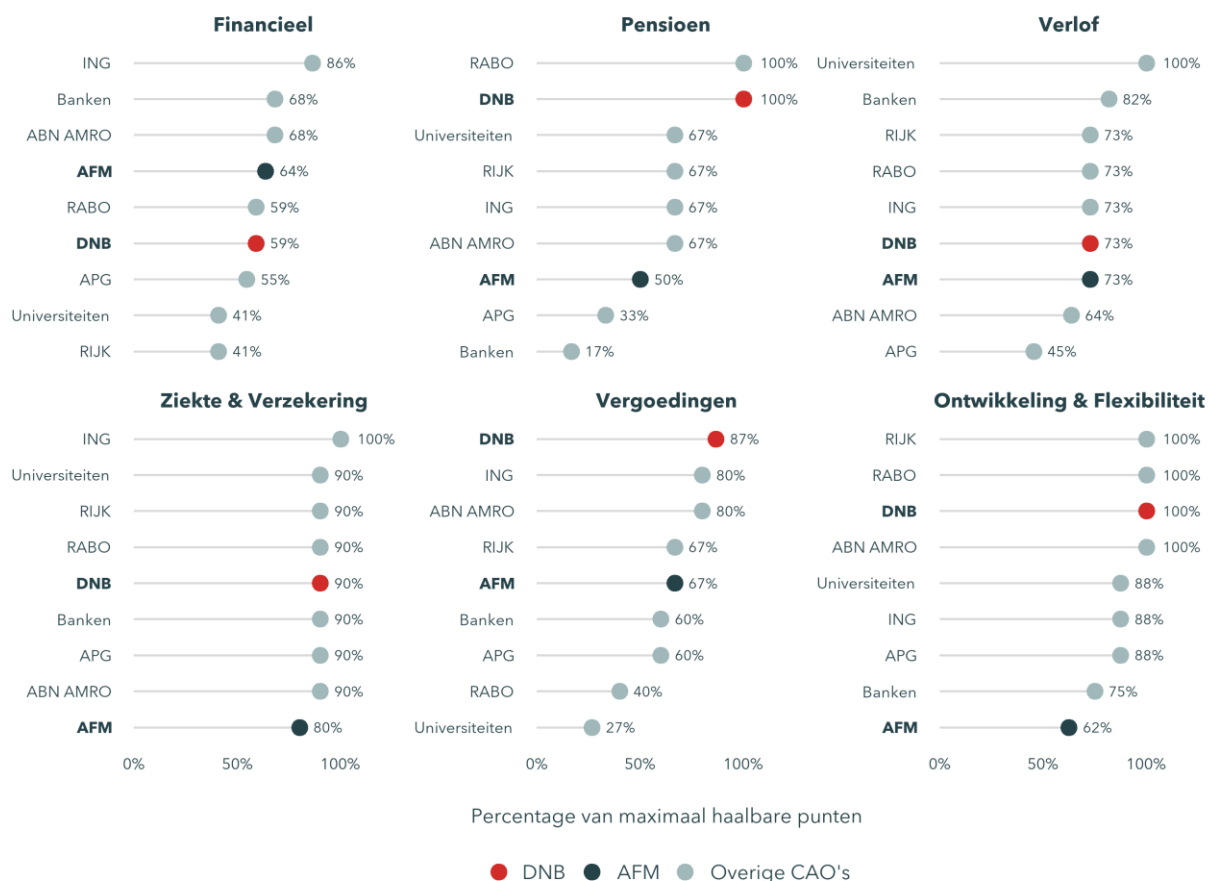 Financieel
ING 86%
Banken 68%
ABN AMRO 68%
AFM 64%
RABO 59%
DNB 59%
APG 55%
Universiteiten 41%
RIJK 41%
Pensioen
RABO 100%
DNB 100%
Universiteiten 67%
RIJK 67%
ING 67%
ABN AMRO 67%
AFM 50%
APG 33%
Banken 17%
Verlof
Universiteiten 100%
Banken 82%
RIJK 73%
RABO 73%
ING 73%
DNB 73%
AFM 73%
ABN AMRO 64%
APG 45%
Ziekte & Verzekering
ING 100%
Universiteiten 90%
RIJK 90%
RABO 90%
DNB 90%
Banken 90%
APG 90%
ABN AMRO 90%
AFM 80%
0% 50% 100%
Vergoedingen
DNB 87%
ING 80%
ABN AMRO 80%
RIJK 67%
AFM 67%
Banken 60%
APG 60%
RABO 40%
Universiteiten 27%
0% 50% 100%
Ontwikkeling & Flexibiliteit
RIJK 100%
RABO 100%
DNB 100%
ABN AMRO 100%
Universiteiten 88%
ING 88%
APG 88%
Banken 75%
AFM 62%
0% 50% 100%
Percentage van maximaal haalbare punten
DNB AFM Overige CAO's